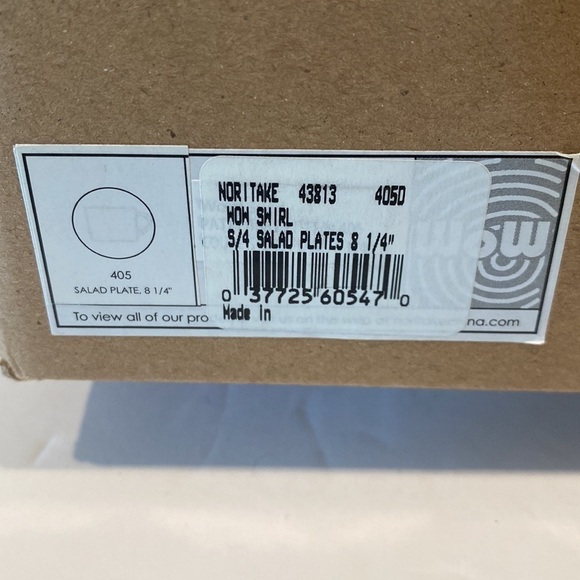 NORITAKE 43813 405D
WOW SWIRL
S/4 SALAD PLATES 8 1/4"
0 37725 60547 0
Made In
405
SALAD PLATE, 8 1/4"
WOW
To view all of our pro
na.com